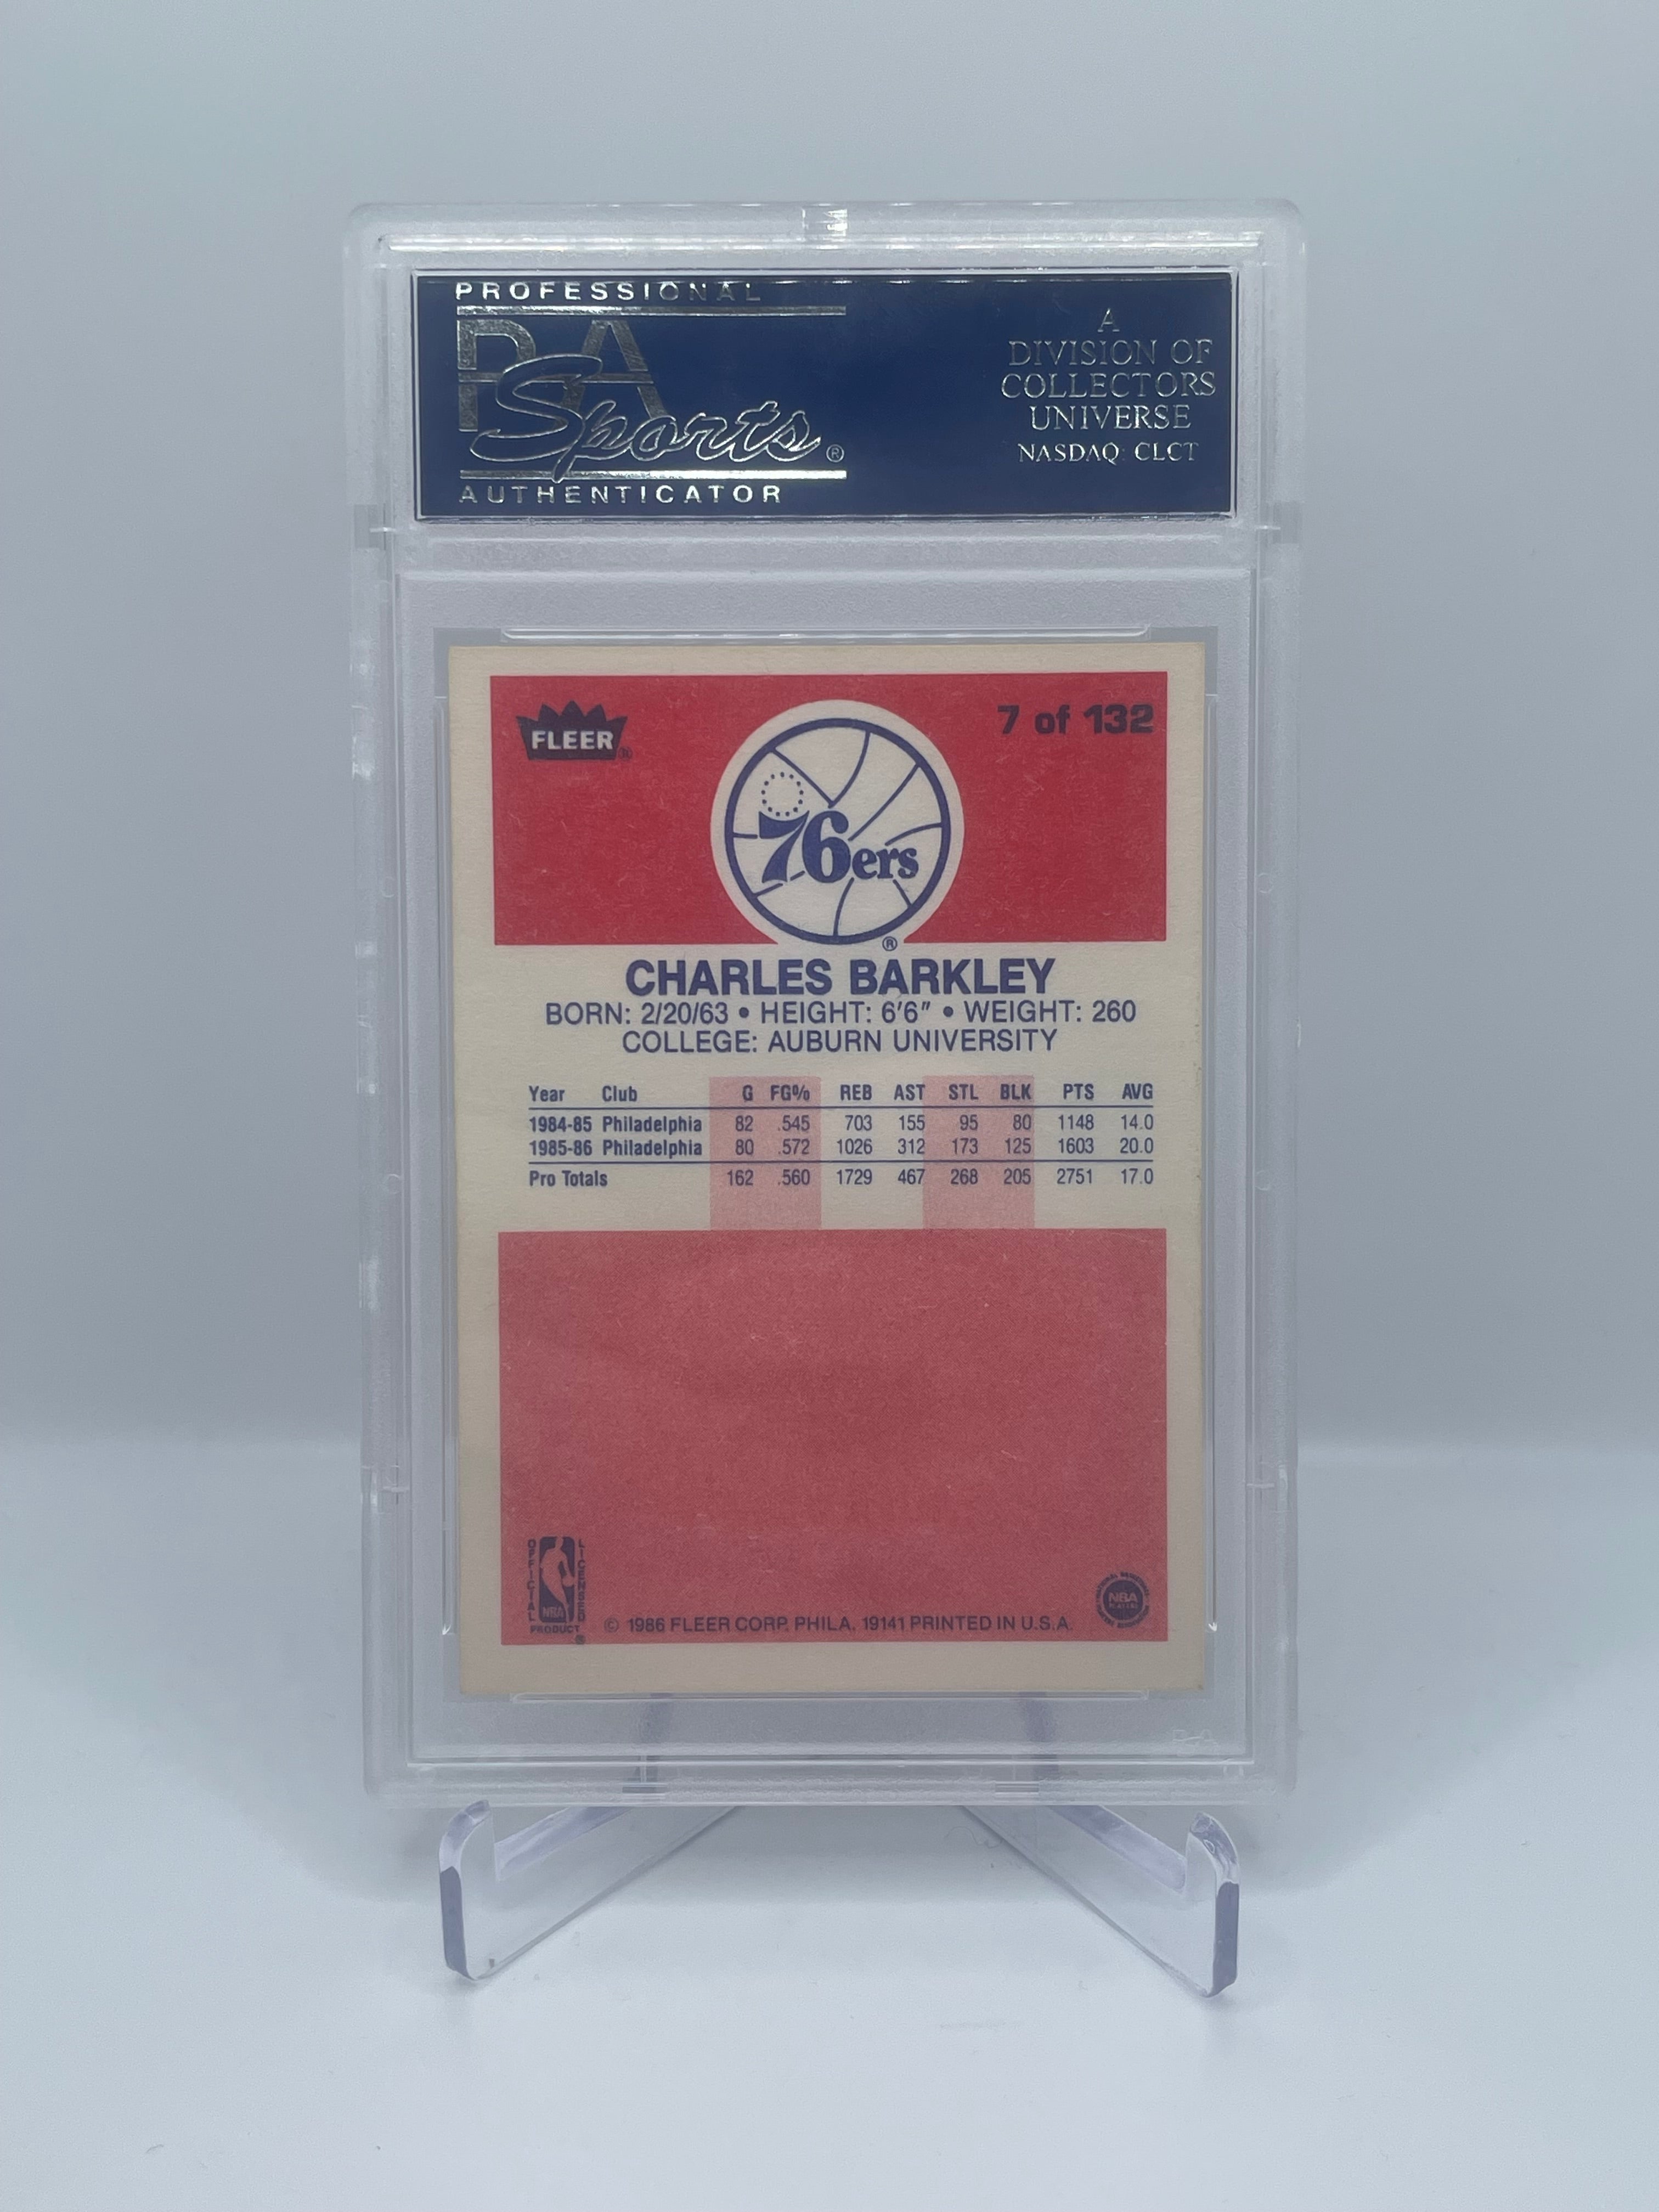 PROFESSIONAL
PSA
Sports®
AUTHENTICATOR
A
DIVISION OF
COLLECTORS
UNIVERSE
NASDAQ: CLCT
FLEER®
7 of 132
76ers
®
CHARLES BARKLEY
BORN: 2/20/63 • HEIGHT: 6'6" • WEIGHT: 260
COLLEGE: AUBURN UNIVERSITY
Year Club G FG% REB AST STL BLK PTS AVG
1984-85 Philadelphia 82 .545 703 155 95 80 1148 14.0
1985-86 Philadelphia 80 .572 1026 312 173 125 1603 20.0
Pro Totals 162 .560 1729 467 268 205 2751 17.0
OFFICIAL
LICENSED
NBA
PRODUCT
®
© 1986 FLEER CORP. PHILA. 19141 PRINTED IN U.S.A.
NBA
PLAYERS